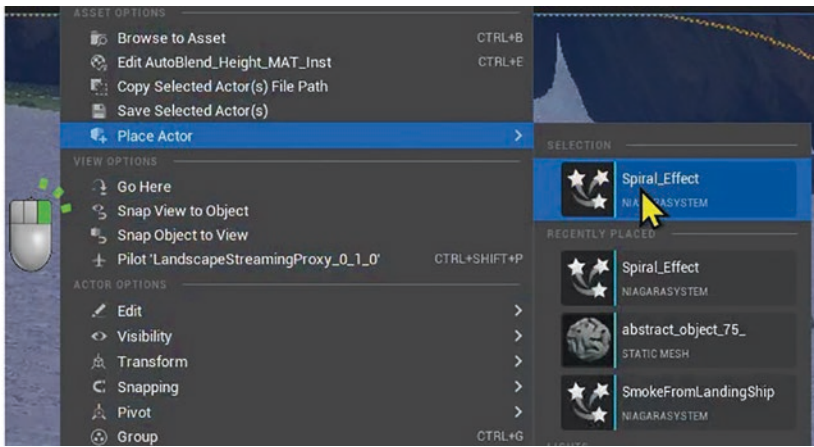 ASSET OPTIONS
Browse to Asset CTRL+B
Edit AutoBlend_Height_MAT_Inst CTRL+E
Copy Selected Actor(s) File Path
Save Selected Actor(s)
Place Actor
VIEW OPTIONS
Go Here
Snap View to Object
Snap Object to View
Pilot 'LandscapeStreamingProxy_0_1_0' CTRL+SHIFT+P
ACTOR OPTIONS
Edit
Visibility
Transform
Snapping
Pivot
Group CTRL+G
SELECTION
Spiral_Effect
NIAGARASYSTEM
RECENTLY PLACED
Spiral_Effect
NIAGARASYSTEM
abstract_object_75_
STATIC MESH
SmokeFromLandingShip
NIAGARASYSTEM
LIGHTS